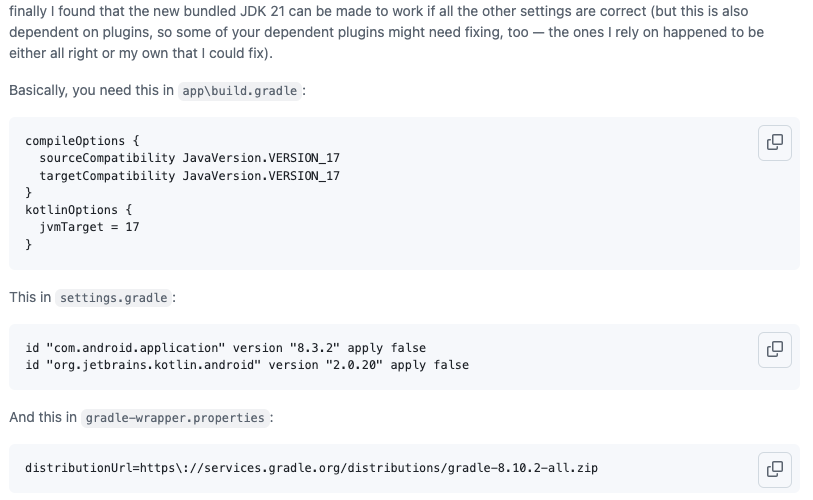 finally I found that the new bundled JDK 21 can be made to work if all the other settings are correct (but this is also
dependent on plugins, so some of your dependent plugins might need fixing, too — the ones I rely on happened to be
either all right or my own that I could fix).
Basically, you need this in app\build.gradle:
compileOptions {
  sourceCompatibility JavaVersion.VERSION_17
  targetCompatibility JavaVersion.VERSION_17
}
kotlinOptions {
  jvmTarget = 17
}
This in settings.gradle:
id "com.android.application" version "8.3.2" apply false
id "org.jetbrains.kotlin.android" version "2.0.20" apply false
And this in gradle-wrapper.properties:
distributionUrl=https\://services.gradle.org/distributions/gradle-8.10.2-all.zip